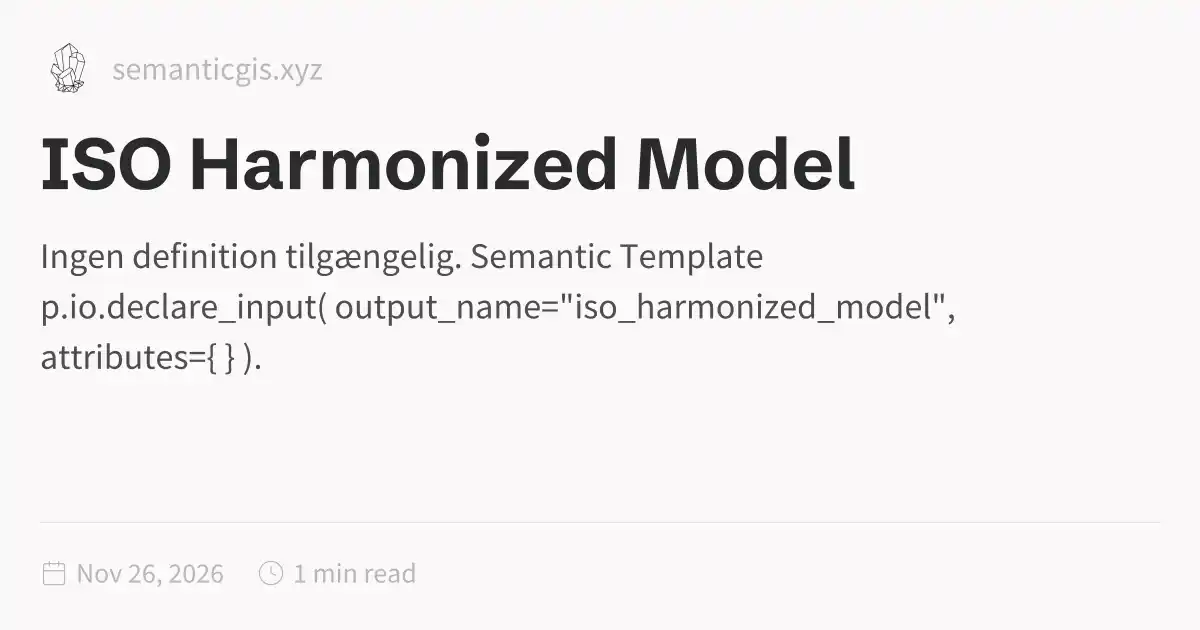 semanticgis.xyz
ISO Harmonized Model
Ingen definition tilgængelig. Semantic Template
p.io.declare_input( output_name="iso_harmonized_model",
attributes={ } ).
Nov 26, 2026 1 min read